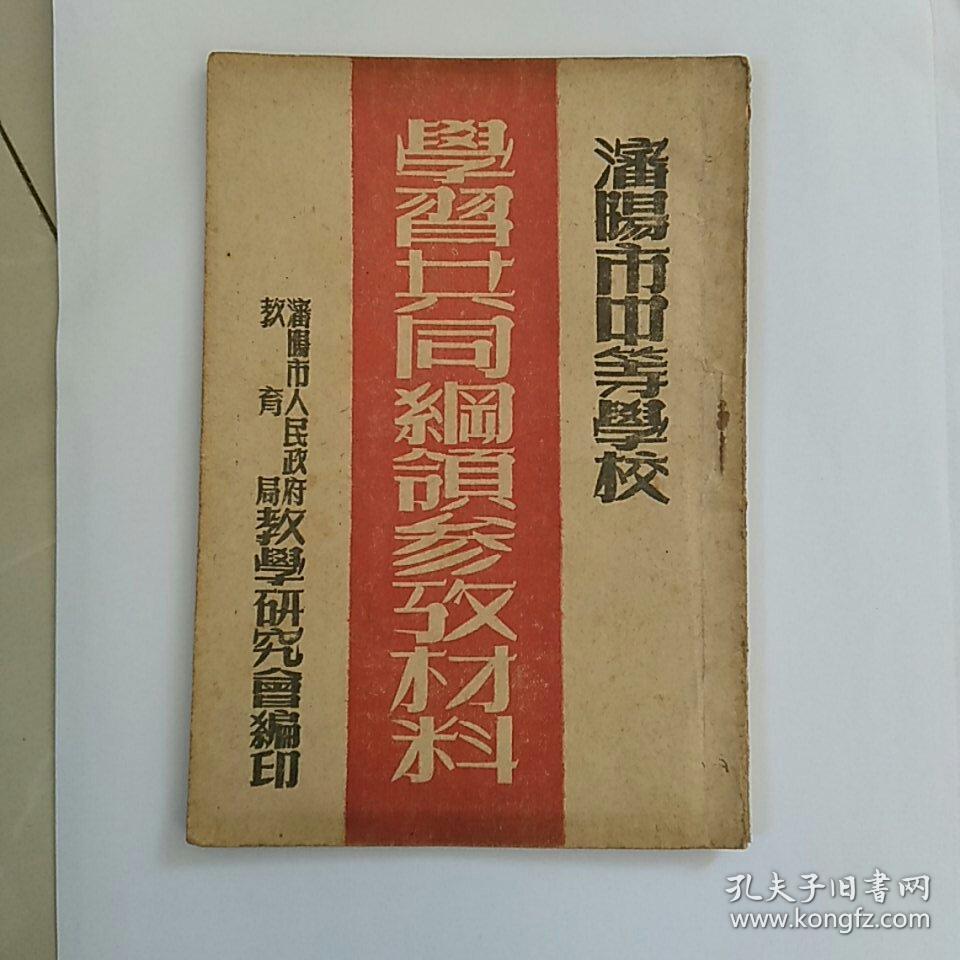 瀋陽市中等學校
學習共同綱領參攷材料
瀋陽市人民政府
教育局
教學研究會編印
孔夫子旧書网
www.kongfz.com